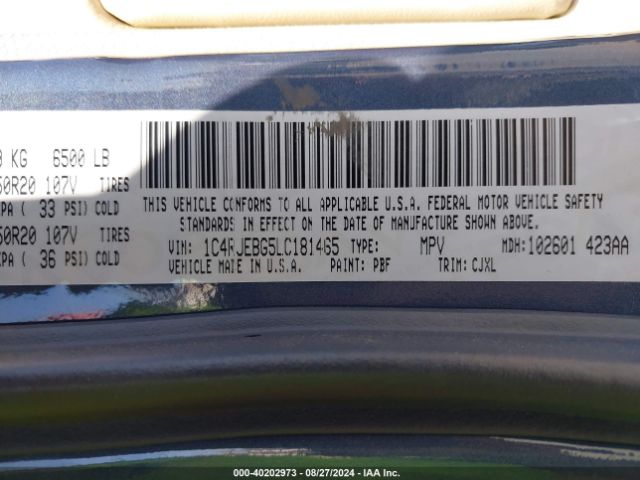 KG 6500 LB
50R20 107V TIRES
PA ( 33 PSI) COLD
50R20 107V TIRES
KPA ( 36 PSI) COLD
THIS VEHICLE CONFORMS TO ALL APPLICABLE U.S.A. FEDERAL MOTOR VEHICLE SAFETY
STANDARDS IN EFFECT ON THE DATE OF MANUFACTURE SHOWN ABOVE.
VIN: 1C4RJEBG5LC181465 TYPE: MPV MDH: 102601 423AA
VEHICLE MADE IN U.S.A. PAINT: PBF TRIM: CJXL
© 40202973 - 08/27/2024 - IAA Inc.